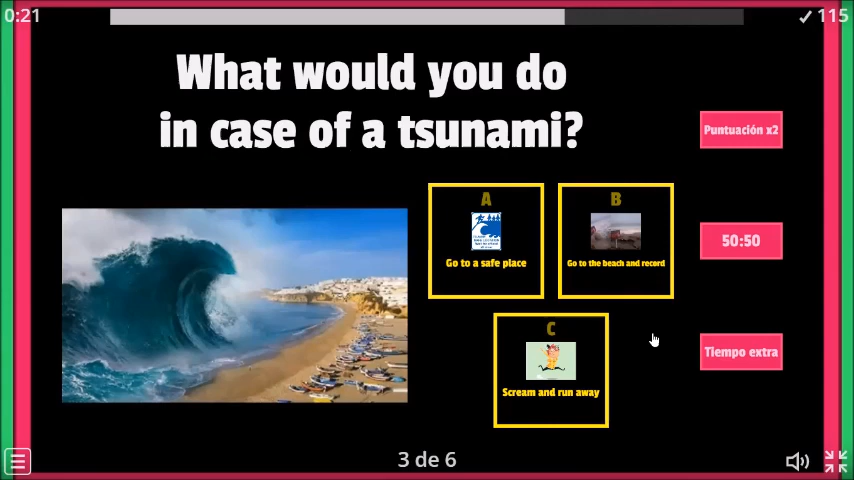 0:21
115
What would you do
in case of a tsunami?
Puntuación x2
A
Go to a safe place
B
Go to the beach and record
50:50
C
Scream and run away
Tiempo extra
3 de 6